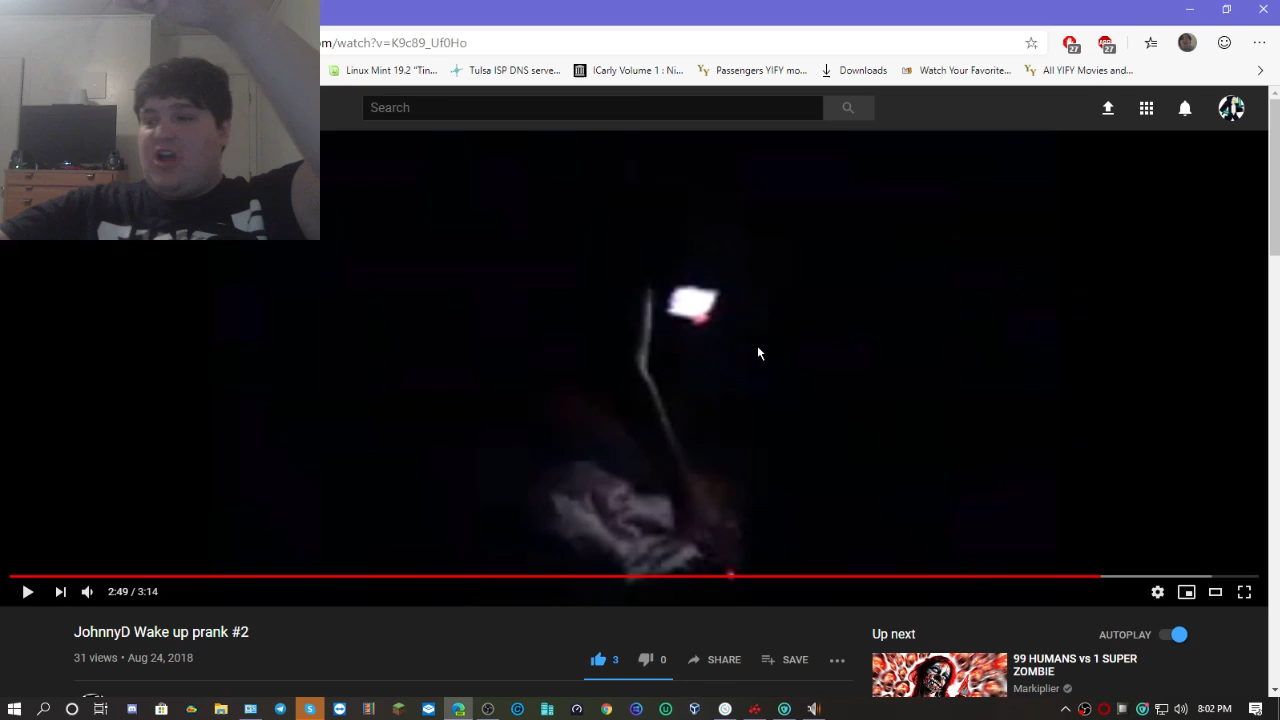 m/watch?v=K9c89_Uf0Ho
27
27
Linux Mint 19.2 "Tin...
Tulsa ISP DNS serve...
ICarly Volume 1 : Ni...
Passengers YIFY mo...
Downloads
Watch Your Favorite...
All YIFY Movies and...
Search
2:49 / 3:14
JohnnyD Wake up prank #2
31 views • Aug 24, 2018
3
0
SHARE
SAVE
Up next
AUTOPLAY
99 HUMANS vs 1 SUPER
ZOMBIE
Markiplier
8:02 PM